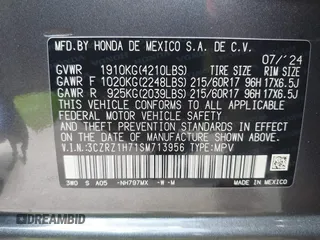 MFD.BY HONDA DE MEXICO S.A. DE C.V.
07/'24
GVWR 1910KG(4210LBS) TIRE SIZE RIM SIZE
GAWR F 1020KG(2248LBS) 215/60R17 96H 17X6.5J
GAWR R 925KG(2039LBS) 215/60R17 96H 17X6.5J
THIS VEHICLE CONFORMS TO ALL APPLICABLE
FEDERAL MOTOR VEHICLE SAFETY AND
THEFT PREVENTION STANDARDS IN EFFECT ON
THE DATE OF MANUFACTURE SHOWN ABOVE.
V.I.N.:3CZRZ1H71SM713956 TYPE:MPV
3W0 S A05 -NH797MX -W-M
DREAMBID